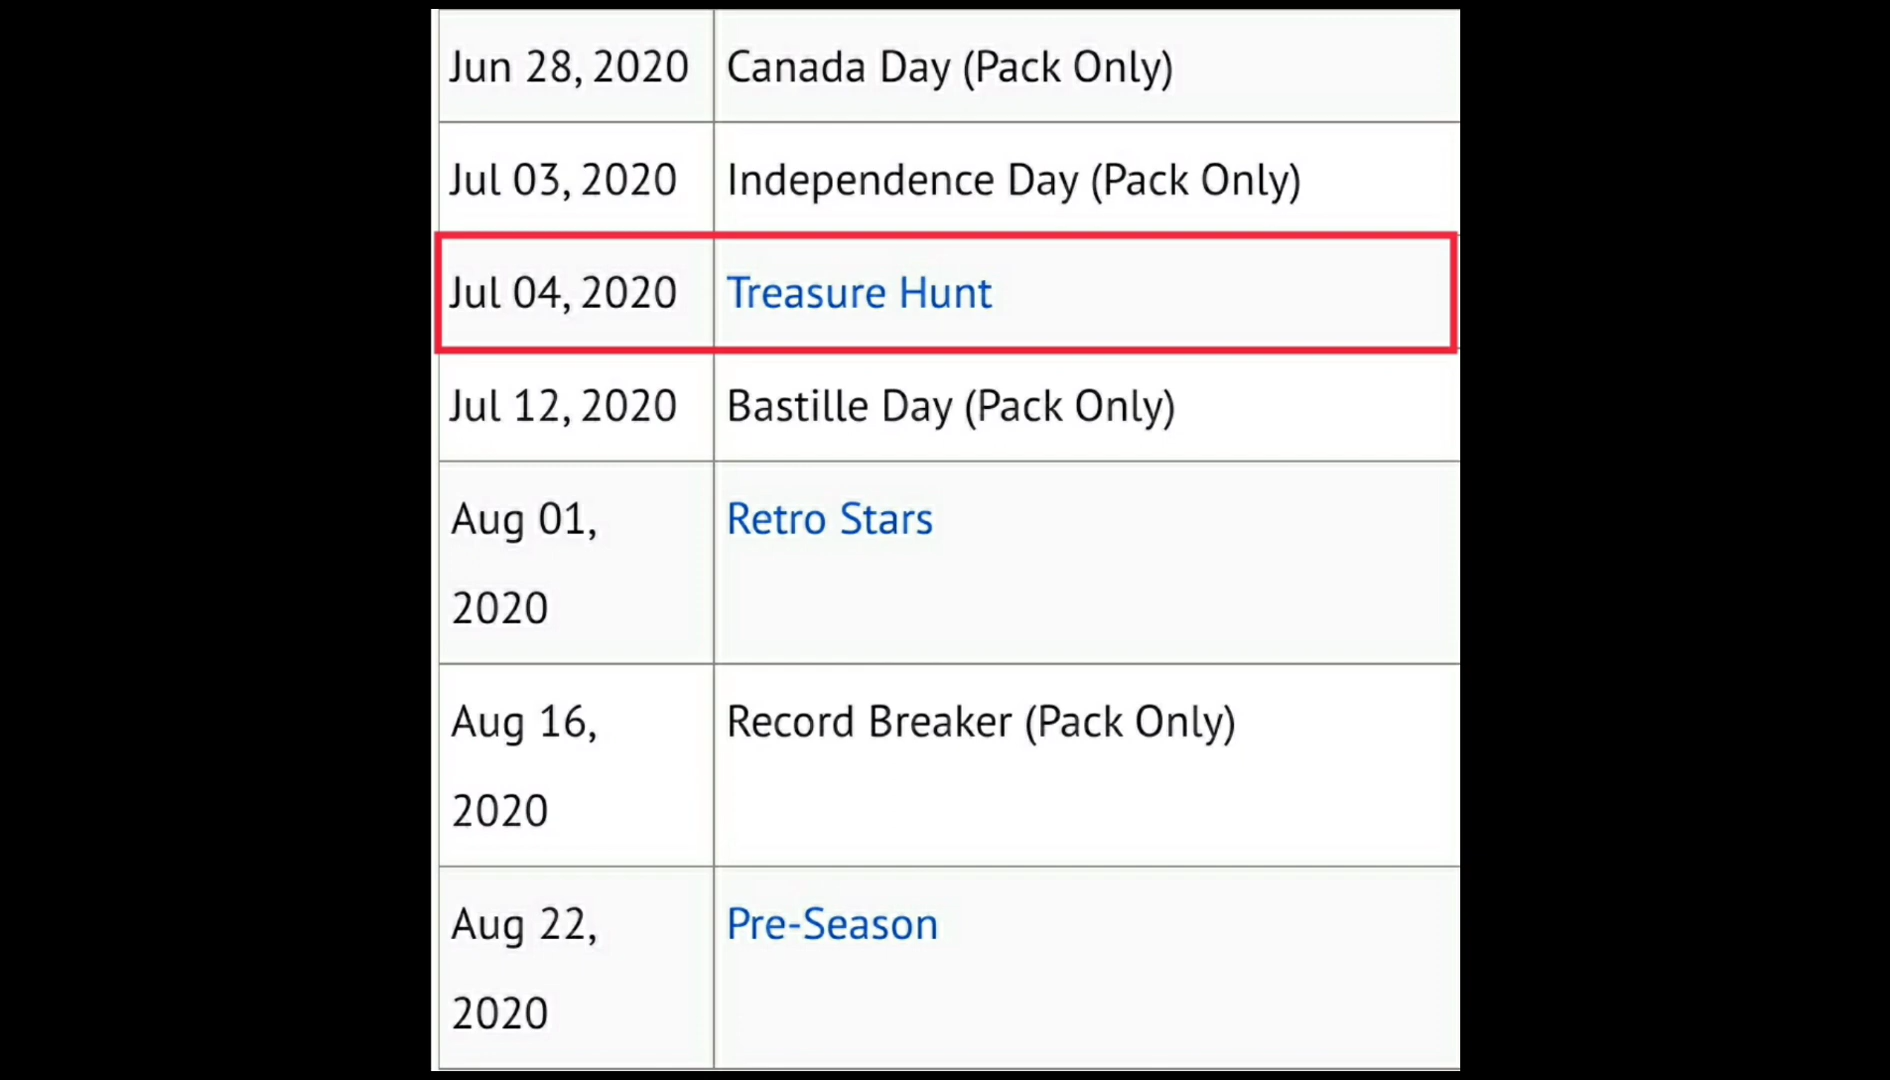 Jun 28, 2020 Canada Day (Pack Only)
Jul 03, 2020 Independence Day (Pack Only)
Jul 04, 2020 Treasure Hunt
Jul 12, 2020 Bastille Day (Pack Only)
Aug 01, Retro Stars
2020
Aug 16, Record Breaker (Pack Only)
2020
Aug 22, Pre-Season
2020